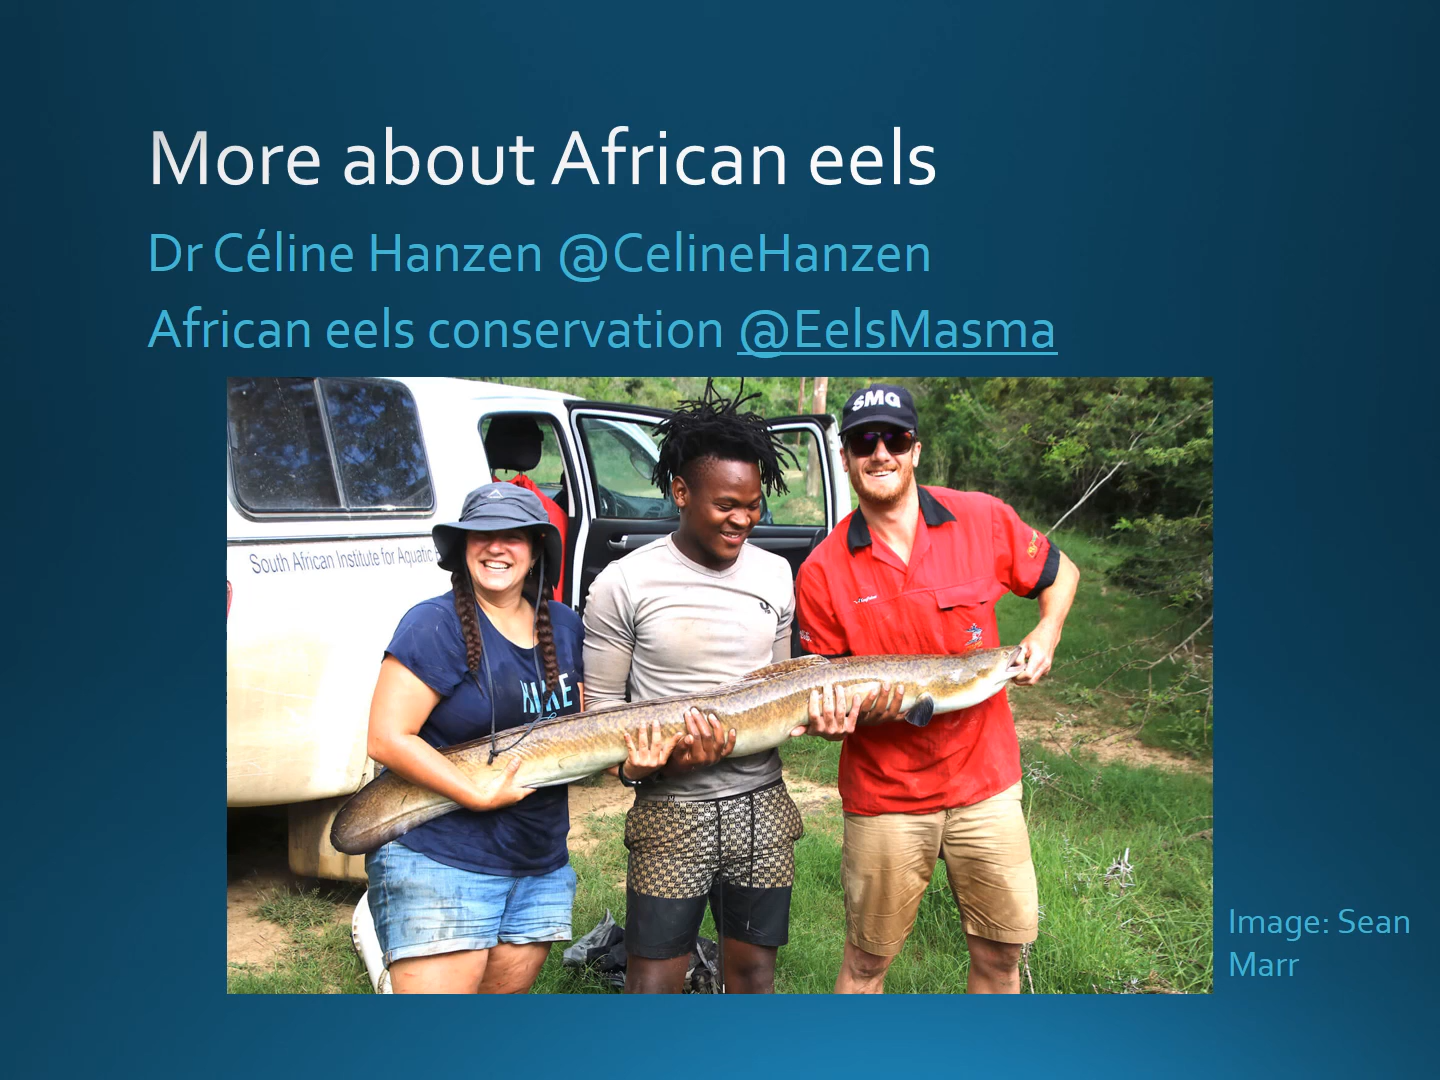 More about African eels
Dr Céline Hanzen @CelineHanzen
African eels conservation @EelsMasma
SMG
South African Institute for Aquatic
Image: Sean
Marr